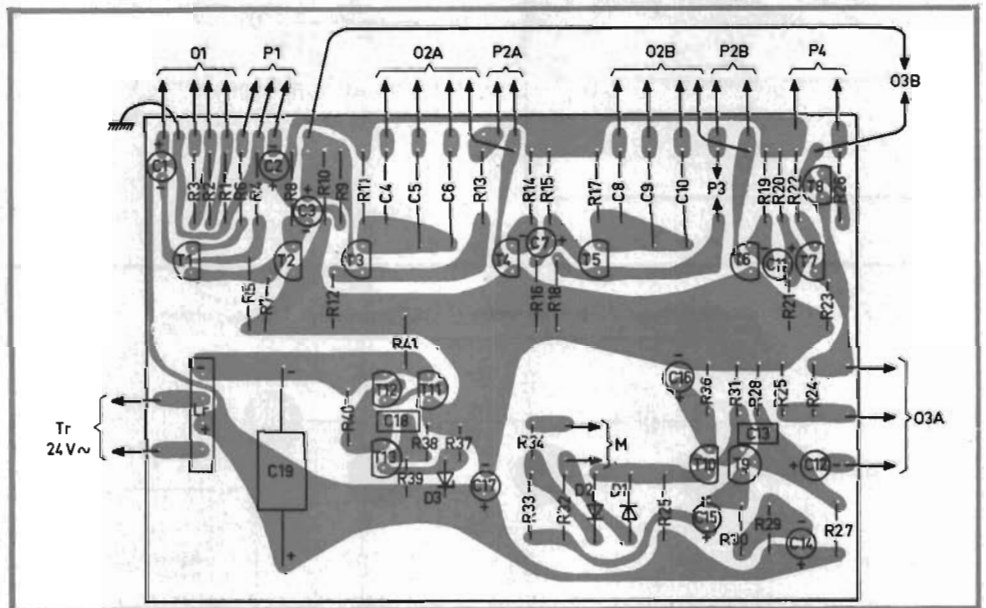 O1 P1 O2A P2A O2B P2B P4
O3B
C1 R3 R2 R1 R6 R4 C2 R8 R10 R9 R11 C4 C5 C6 R13 R14 R15 R17 C8 C9 C10 P3 R19 R20 R22 T8 R26
+ + C3 - - C7 + - +
T1 T2 T3 T4 T5 T6 T7
R5 R7 R12 R16 R18 R21 R23
R41
- - - C16 R36 R31 R28 R25 R24
T12 T11
Tr
24V~
+ R40 C18 R38 R37 R34 M C13 O3A
C19 T13 T10 T9 + C12 -
R39 D3 - C17 R33 R32 D2 D1 R25 C15 R30 R29 - C14 R27
+ +